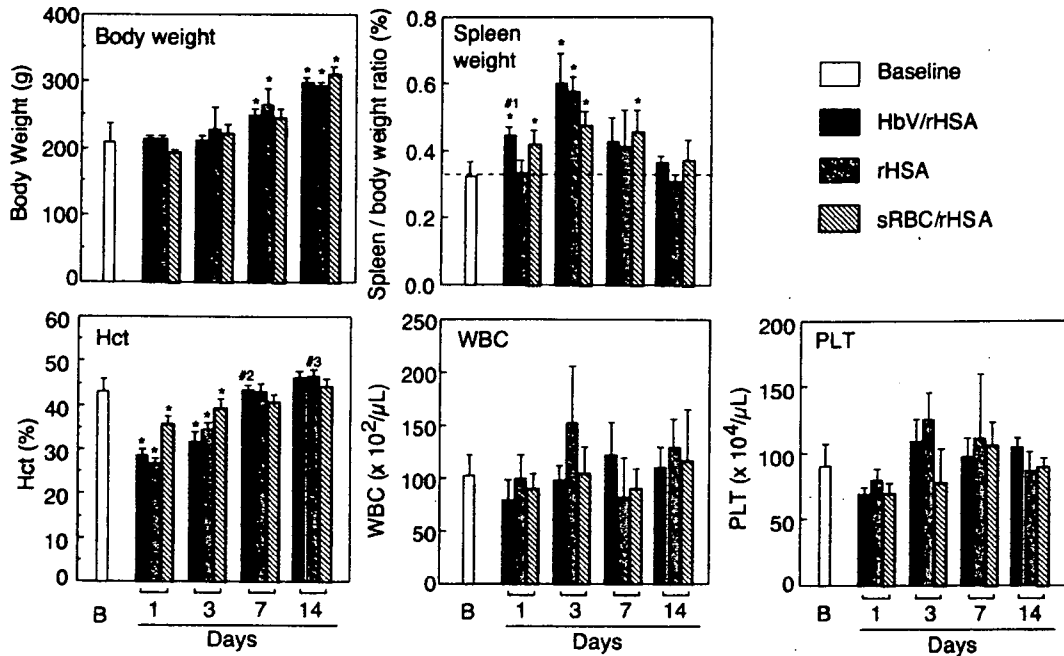 Body weight
Body Weight (g)
400
300
200
100
0
* * * * *
Spleen weight
Spleen / body weight ratio (%)
0.8
0.6
0.4
0.2
0.0
#1
* * * * * *
Baseline
HbV/rHSA
rHSA
sRBC/rHSA
Hct
Hct (%)
60
50
40
30
20
10
0
* * * * * *
#2
#3
B
1
3
7
14
Days
WBC
WBC (x 10²/μL)
250
200
150
100
50
0
B
1
3
7
14
Days
PLT
PLT (x 10⁴/μL)
200
150
100
50
0
B
1
3
7
14
Days